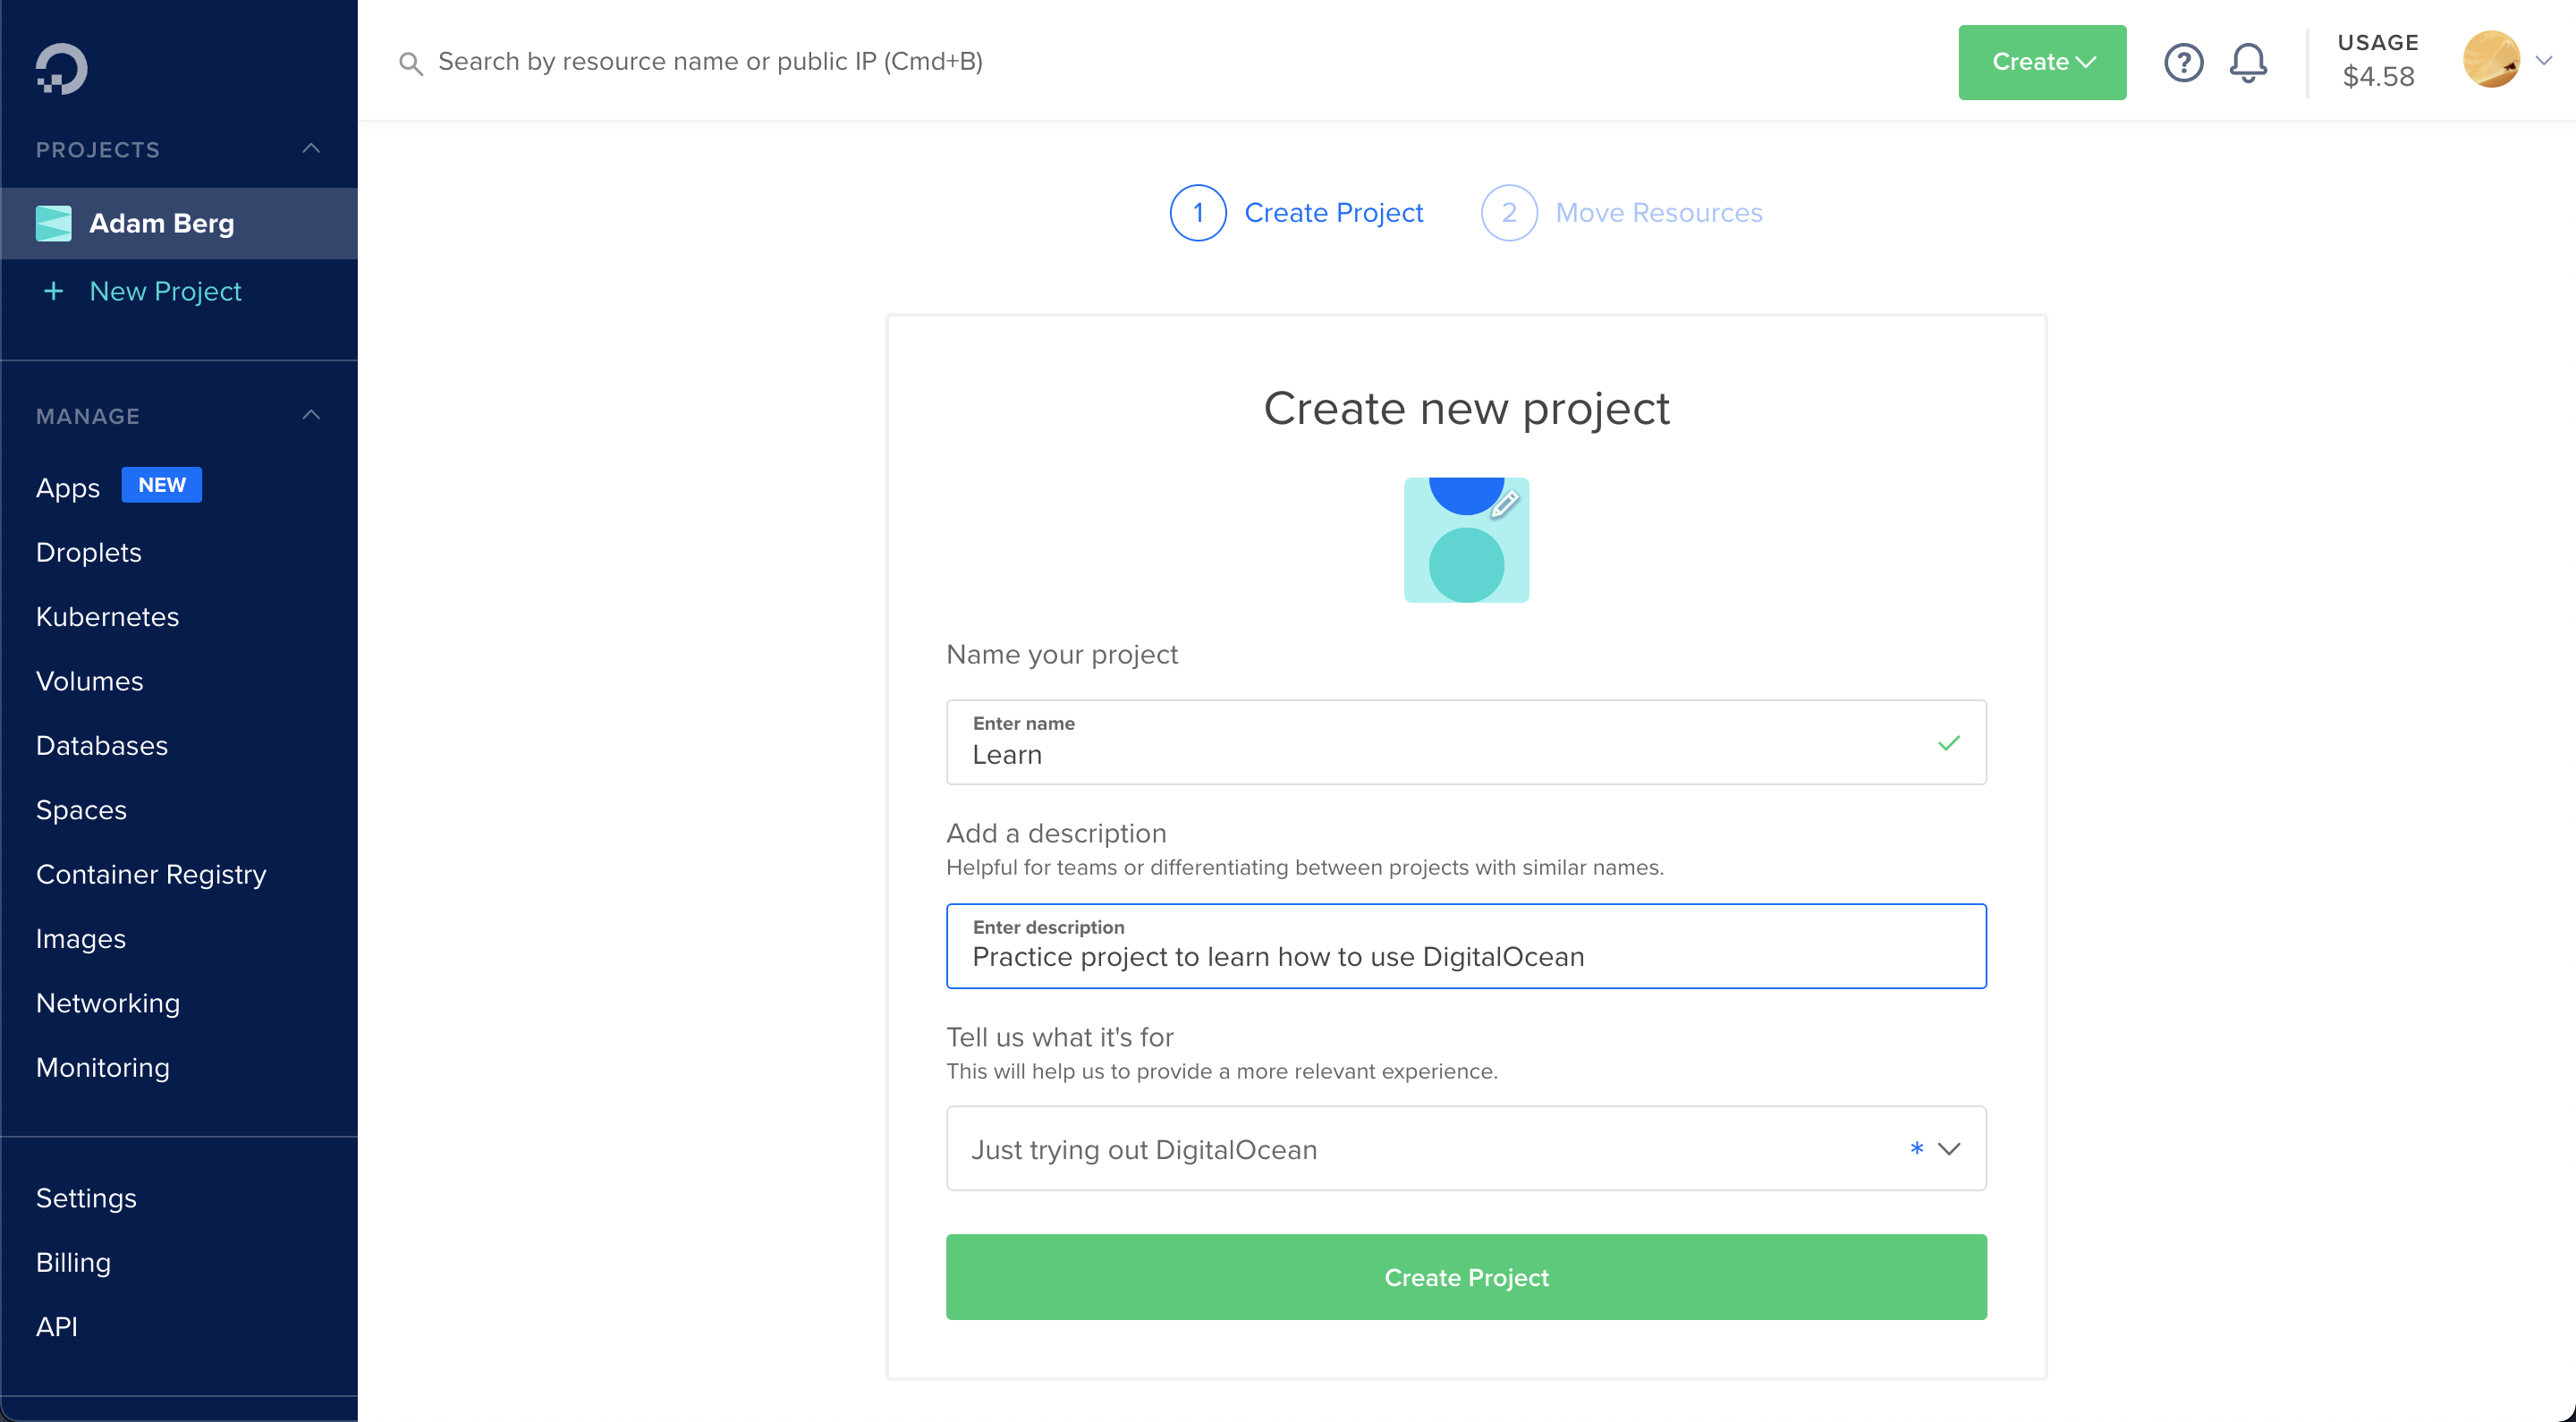 PROJECTS
Adam Berg
+ New Project
MANAGE
Apps NEW
Droplets
Kubernetes
Volumes
Databases
Spaces
Container Registry
Images
Networking
Monitoring
Settings
Billing
API
Search by resource name or public IP (Cmd+B)
Create
?
USAGE
$4.58
1 Create Project 2 Move Resources
Create new project
Name your project
Enter name
Learn
Add a description
Helpful for teams or differentiating between projects with similar names.
Enter description
Practice project to learn how to use DigitalOcean
Tell us what it's for
This will help us to provide a more relevant experience.
Just trying out DigitalOcean *
Create Project